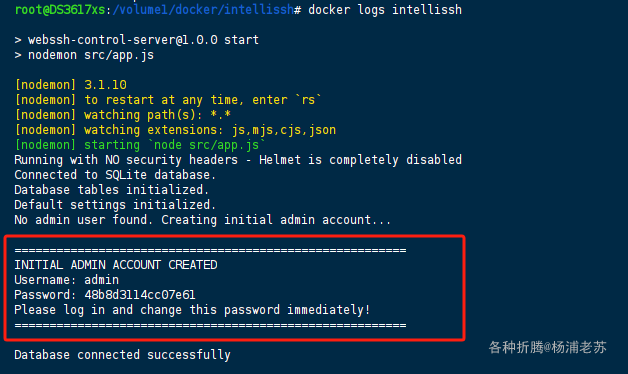 root@DS3617xs:/volume1/docker/intellissh# docker logs intellissh
> webssh-control-server@1.0.0 start
> nodemon src/app.js
[nodemon] 3.1.10
[nodemon] to restart at any time, enter `rs`
[nodemon] watching path(s): *.*
[nodemon] watching extensions: js,mjs,cjs,json
[nodemon] starting `node src/app.js`
Running with NO security headers - Helmet is completely disabled
Connected to SQLite database.
Database tables initialized.
Default settings initialized.
No admin user found. Creating initial admin account...
========================================================
INITIAL ADMIN ACCOUNT CREATED
Username: admin
Password: 48b8d3114cc07e61
Please log in and change this password immediately!
========================================================
Database connected successfully
各种折腾@杨浦老苏